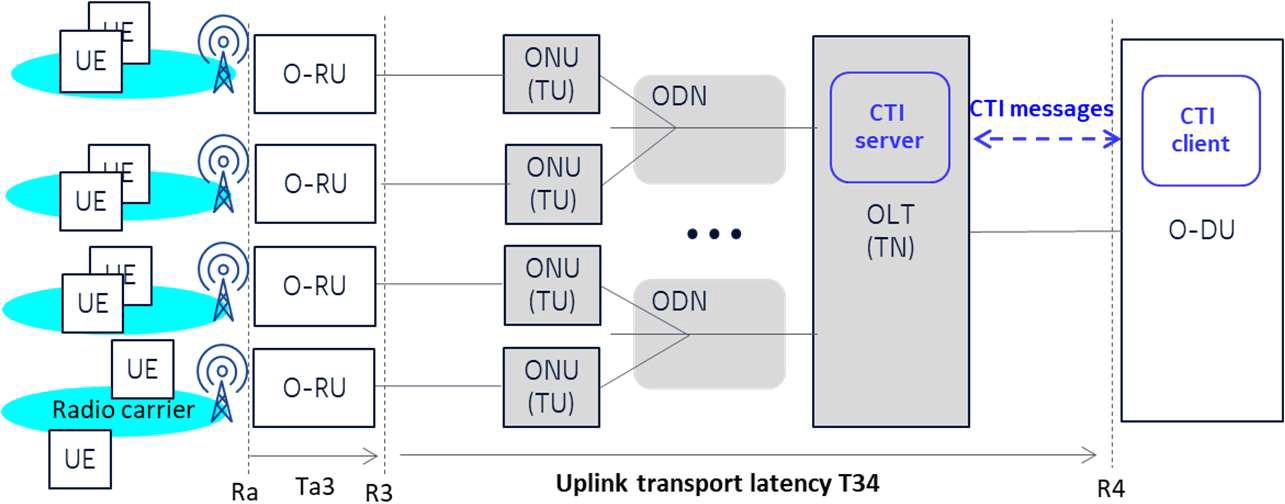 UE
UE
O-RU
ONU
(TU)
ODN
CTI
server
CTI messages
CTI
client
UE
UE
O-RU
ONU
(TU)
OLT
(TN)
O-DU
...
UE
UE
O-RU
ONU
(TU)
ODN
UE
Radio carrier
UE
O-RU
ONU
(TU)
Ra
Ta3
R3
Uplink transport latency T34
R4